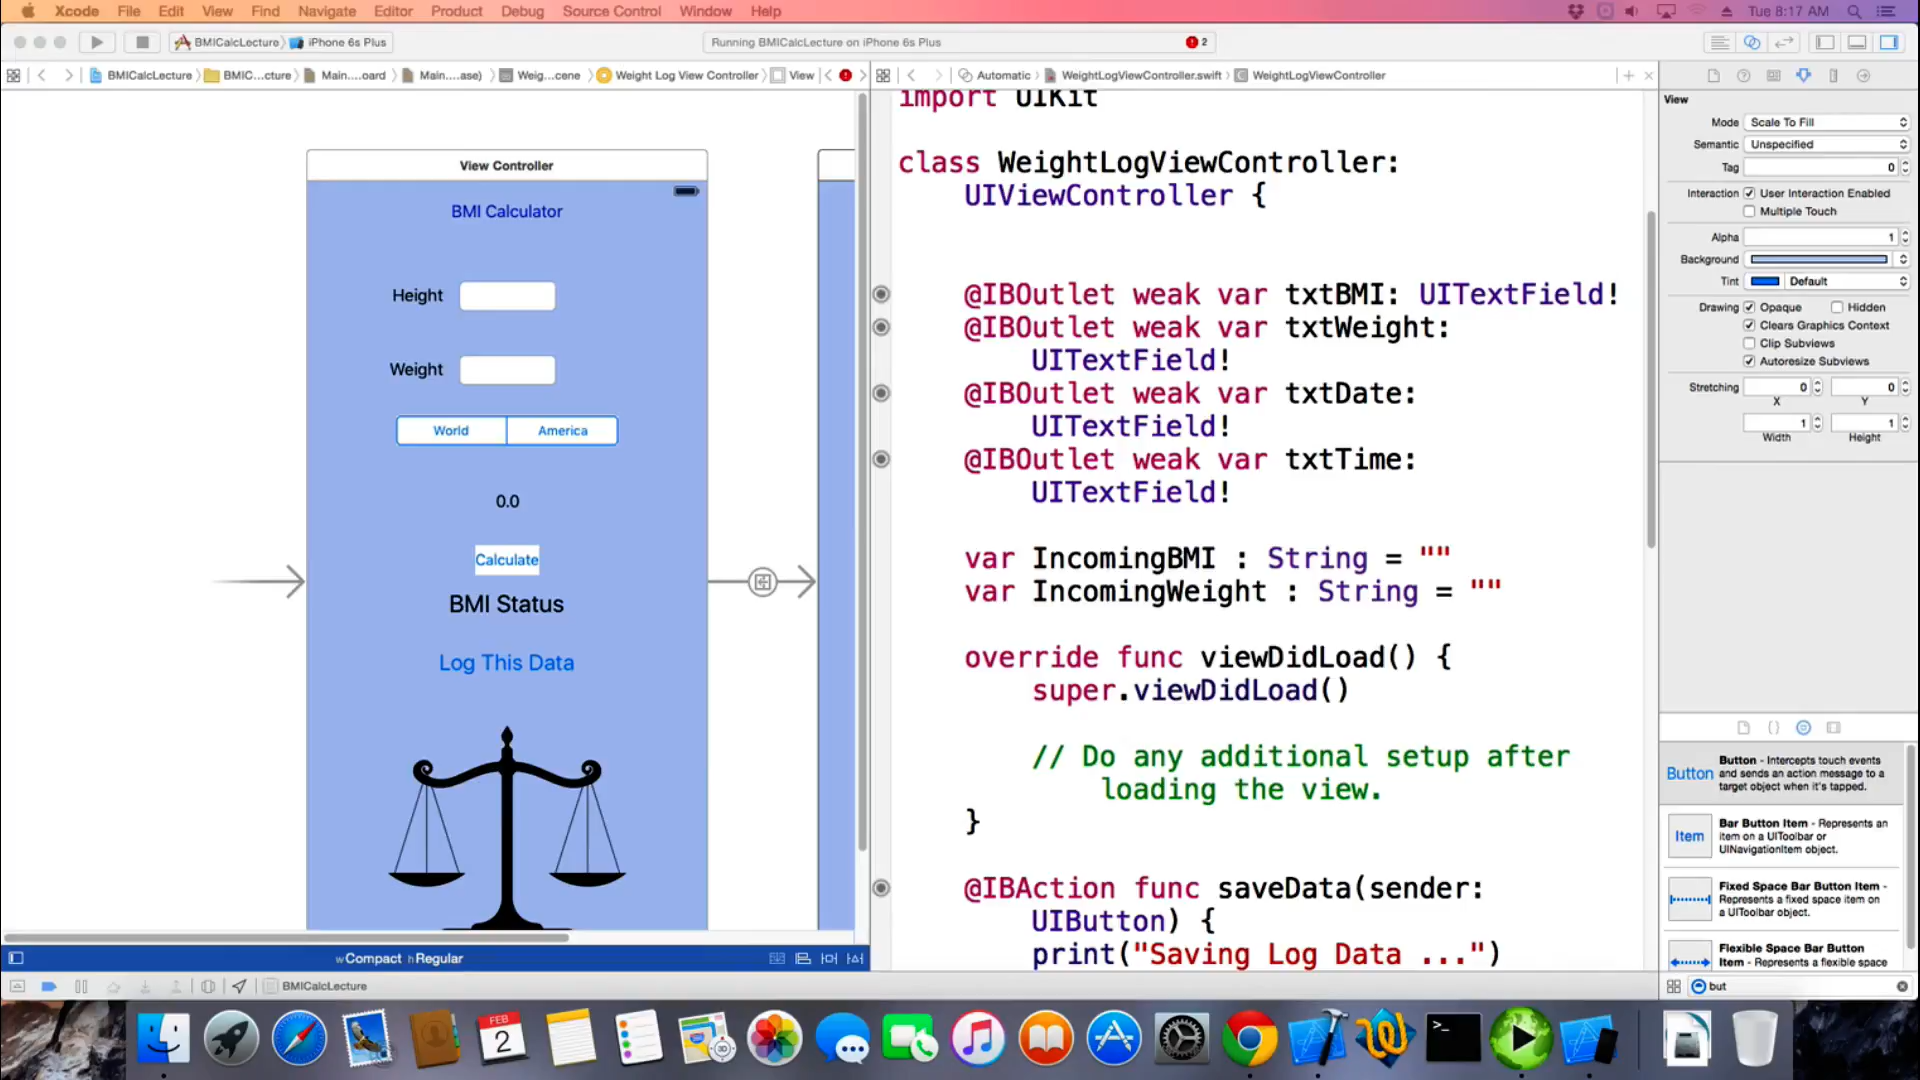 Xcode File Edit View Find Navigate Editor Product Debug Source Control Window Help
Tue 8:17 AM
BMICalcLecture iPhone 6s Plus
Running BMICalcLecture on iPhone 6s Plus
2
BMICalcLecture BMIC...cture Main....oard Main....ase) Weig...cene Weight Log View Controller View
Automatic WeightLogViewController.swift WeightLogViewController
View Controller
BMI Calculator
Height
Weight
World America
0.0
Calculate
BMI Status
Log This Data
import UIKit
class WeightLogViewController:
UIViewController {
@IBOutlet weak var txtBMI: UITextField!
@IBOutlet weak var txtWeight:
UITextField!
@IBOutlet weak var txtDate:
UITextField!
@IBOutlet weak var txtTime:
UITextField!
var IncomingBMI : String = ""
var IncomingWeight : String = ""
override func viewDidLoad() {
super.viewDidLoad()
// Do any additional setup after
loading the view.
}
@IBAction func saveData(sender:
UIButton) {
print("Saving Log Data ...")
View
Mode Scale To Fill
Semantic Unspecified
Tag 0
Interaction User Interaction Enabled
Multiple Touch
Alpha 1
Background
Tint Default
Drawing Opaque Hidden
Clears Graphics Context
Clip Subviews
Autoresize Subviews
Stretching 0 0
X Y
1 1
Width Height
Button
Button - Intercepts touch events
and sends an action message to a
target object when it's tapped.
Item
Bar Button Item - Represents an
item on a UIToolbar or
UINavigationItem object.
Fixed Space Bar Button Item -
Represents a fixed space item on
a UIToolbar object.
Flexible Space Bar Button
Item - Represents a flexible space
but
wCompact hRegular
BMICalcLecture
FEB
2